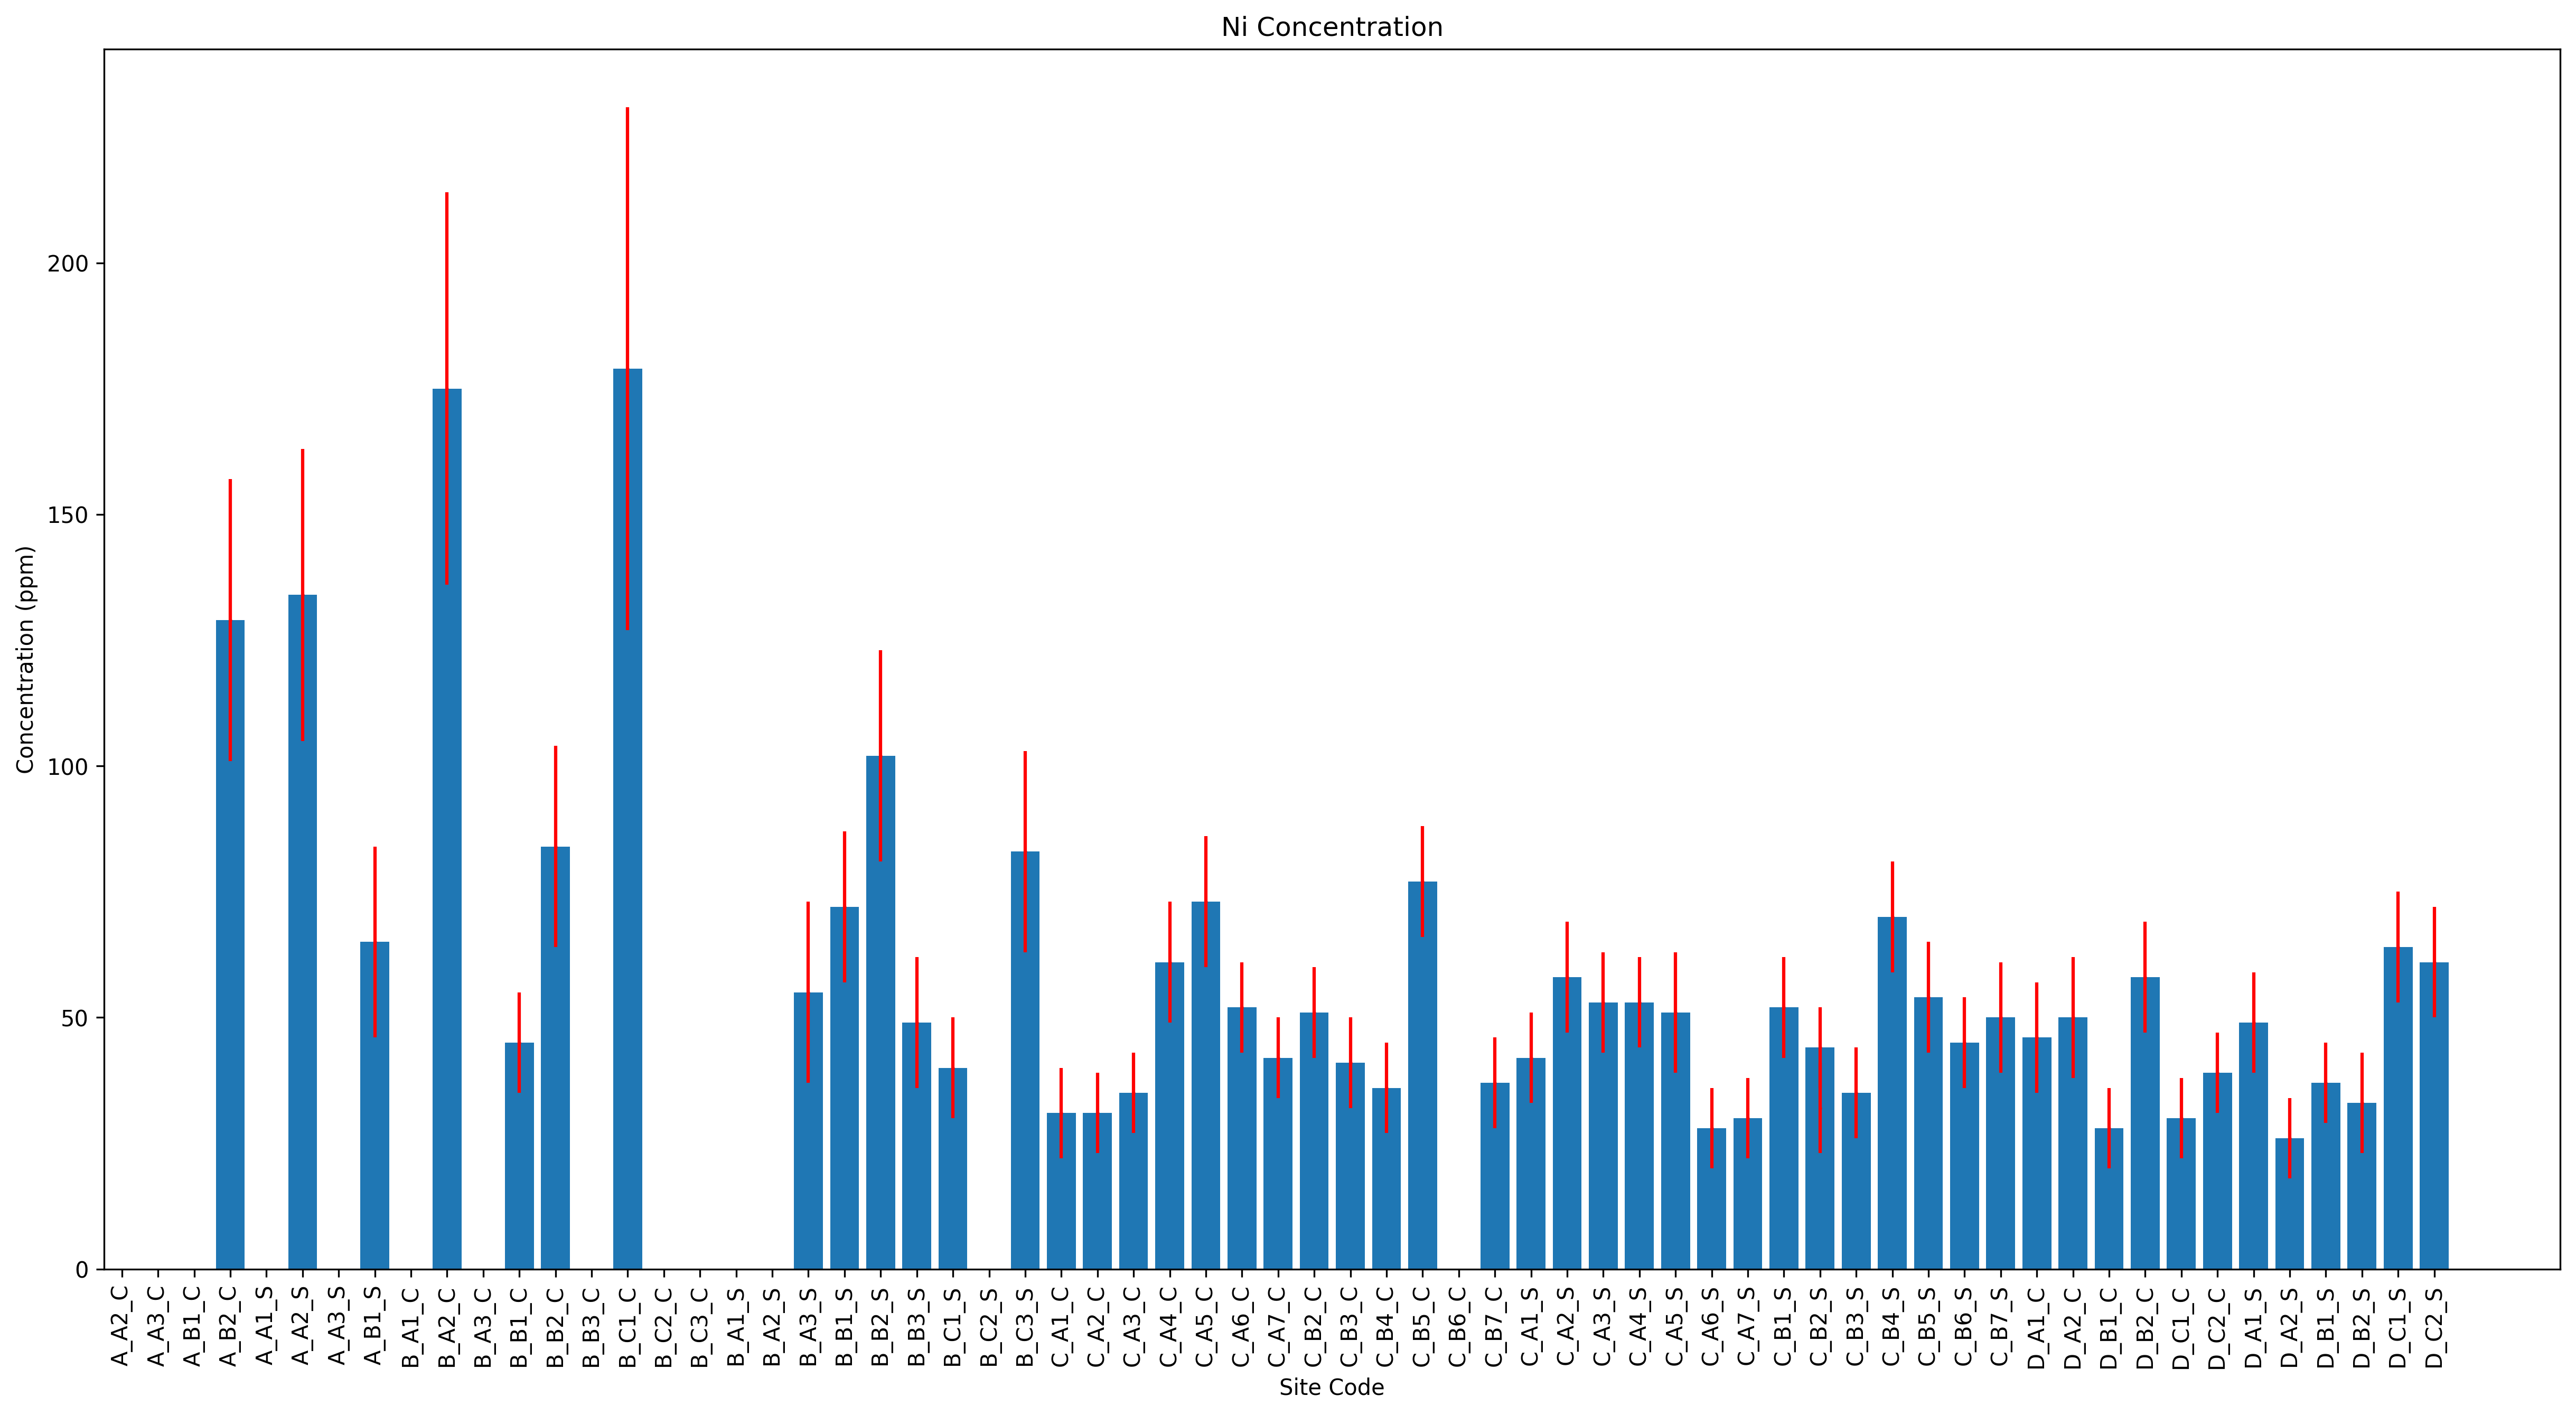 Ni Concentration
Concentration (ppm)
200
150
100
50
0
A_A2_C
A_A3_C
A_B1_C
A_B2_C
A_A1_S
A_A2_S
A_A3_S
A_B1_S
B_A1_C
B_A2_C
B_A3_C
B_B1_C
B_B2_C
B_B3_C
B_C1_C
B_C2_C
B_C3_C
B_A1_S
B_A2_S
B_A3_S
B_B1_S
B_B2_S
B_B3_S
B_C1_S
B_C2_S
B_C3_S
C_A1_C
C_A2_C
C_A3_C
C_A4_C
C_A5_C
C_A6_C
C_A7_C
C_B2_C
C_B3_C
C_B4_C
C_B5_C
C_B6_C
C_B7_C
C_A1_S
C_A2_S
C_A3_S
C_A4_S
C_A5_S
C_A6_S
C_A7_S
C_B1_S
C_B2_S
C_B3_S
C_B4_S
C_B5_S
C_B6_S
C_B7_S
D_A1_C
D_A2_C
D_B1_C
D_B2_C
D_C1_C
D_C2_C
D_A1_S
D_A2_S
D_B1_S
D_B2_S
D_C1_S
D_C2_S
Site Code